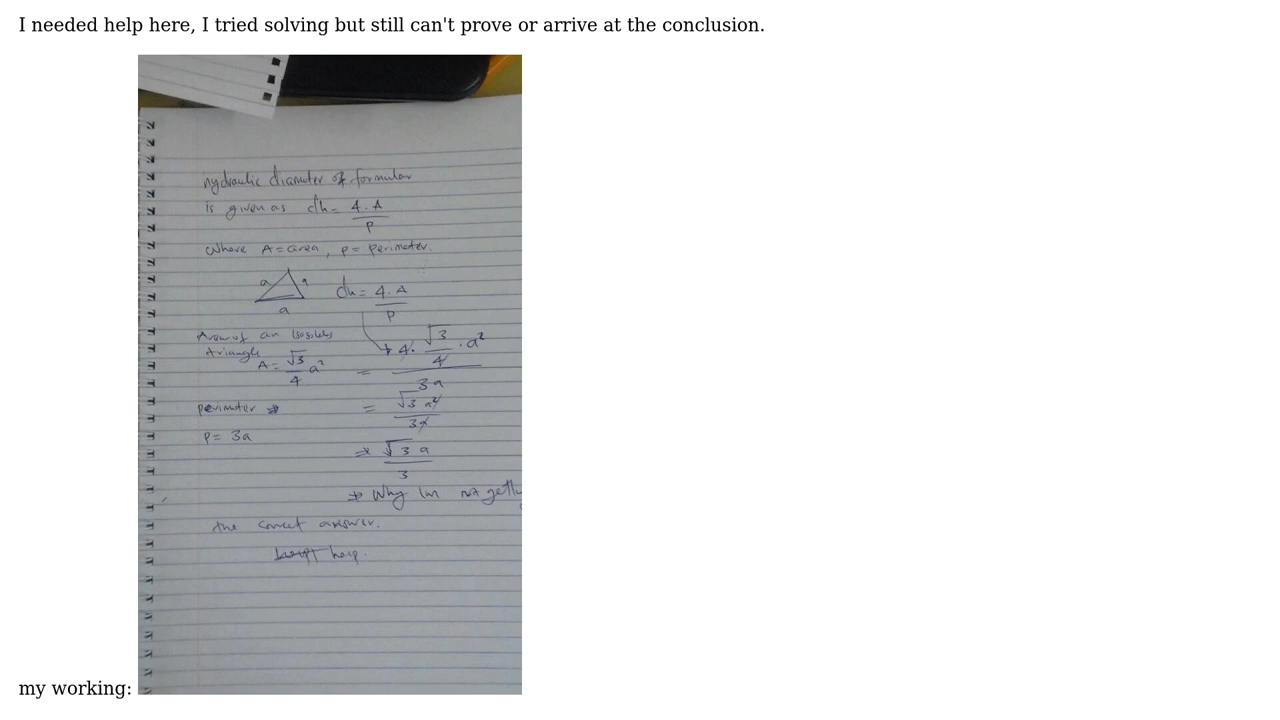 I needed help here, I tried solving but still can't prove or arrive at the conclusion.
hydraulic diameter of formular
is given as dh = 4.A
P
Where A = area, P = Perimeter.
a a
a
dh = 4.A
P
Area of an Isosceles
triangle
A = √3 a²
4
4. √3 . a²
4
= 3a
perimeter
P = 3a
= √3 a²
3a
⇒ √3 a
3
⇒ Why Im not
the correct answer.
help.
my working: